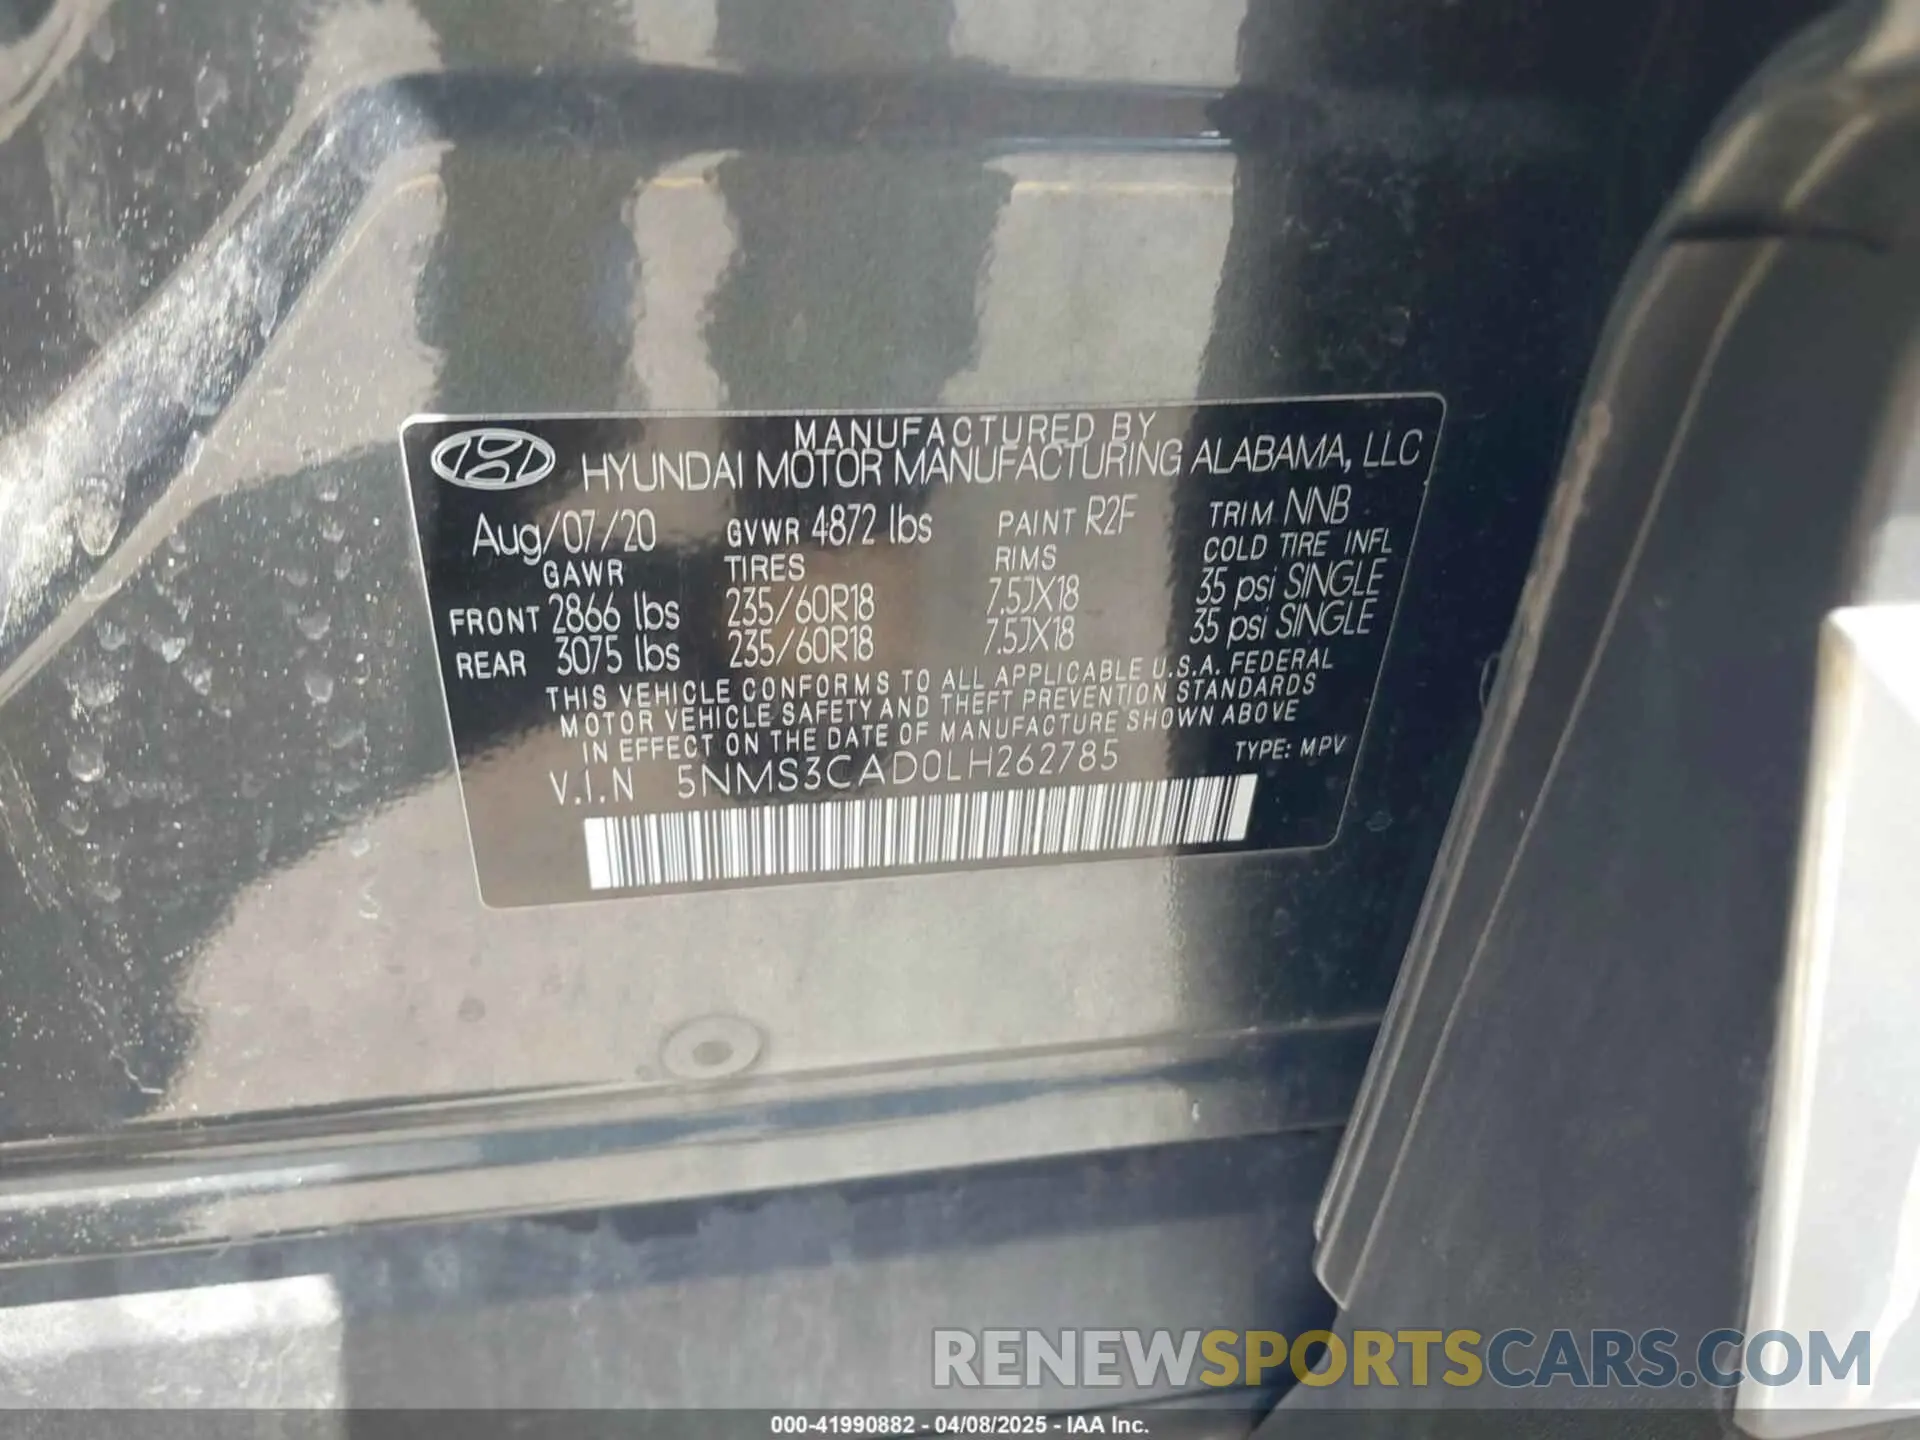 MANUFACTURED BY
HYUNDAI MOTOR MANUFACTURING ALABAMA, LLC
Aug/07/20 GVWR 4872 lbs PAINT R2F TRIM NNB
GAWR TIRES RIMS COLD TIRE INFL
FRONT 2866 lbs 235/60R18 7.5JX18 35 psi SINGLE
REAR 3075 lbs 235/60R18 7.5JX18 35 psi SINGLE
THIS VEHICLE CONFORMS TO ALL APPLICABLE U.S.A. FEDERAL
MOTOR VEHICLE SAFETY AND THEFT PREVENTION STANDARDS
IN EFFECT ON THE DATE OF MANUFACTURE SHOWN ABOVE
V.I.N 5NMS3CAD0LH262785 TYPE: MPV
RENEWSPORTSCARS.COM
000-41990882 - 04/08/2025 - IAA Inc.